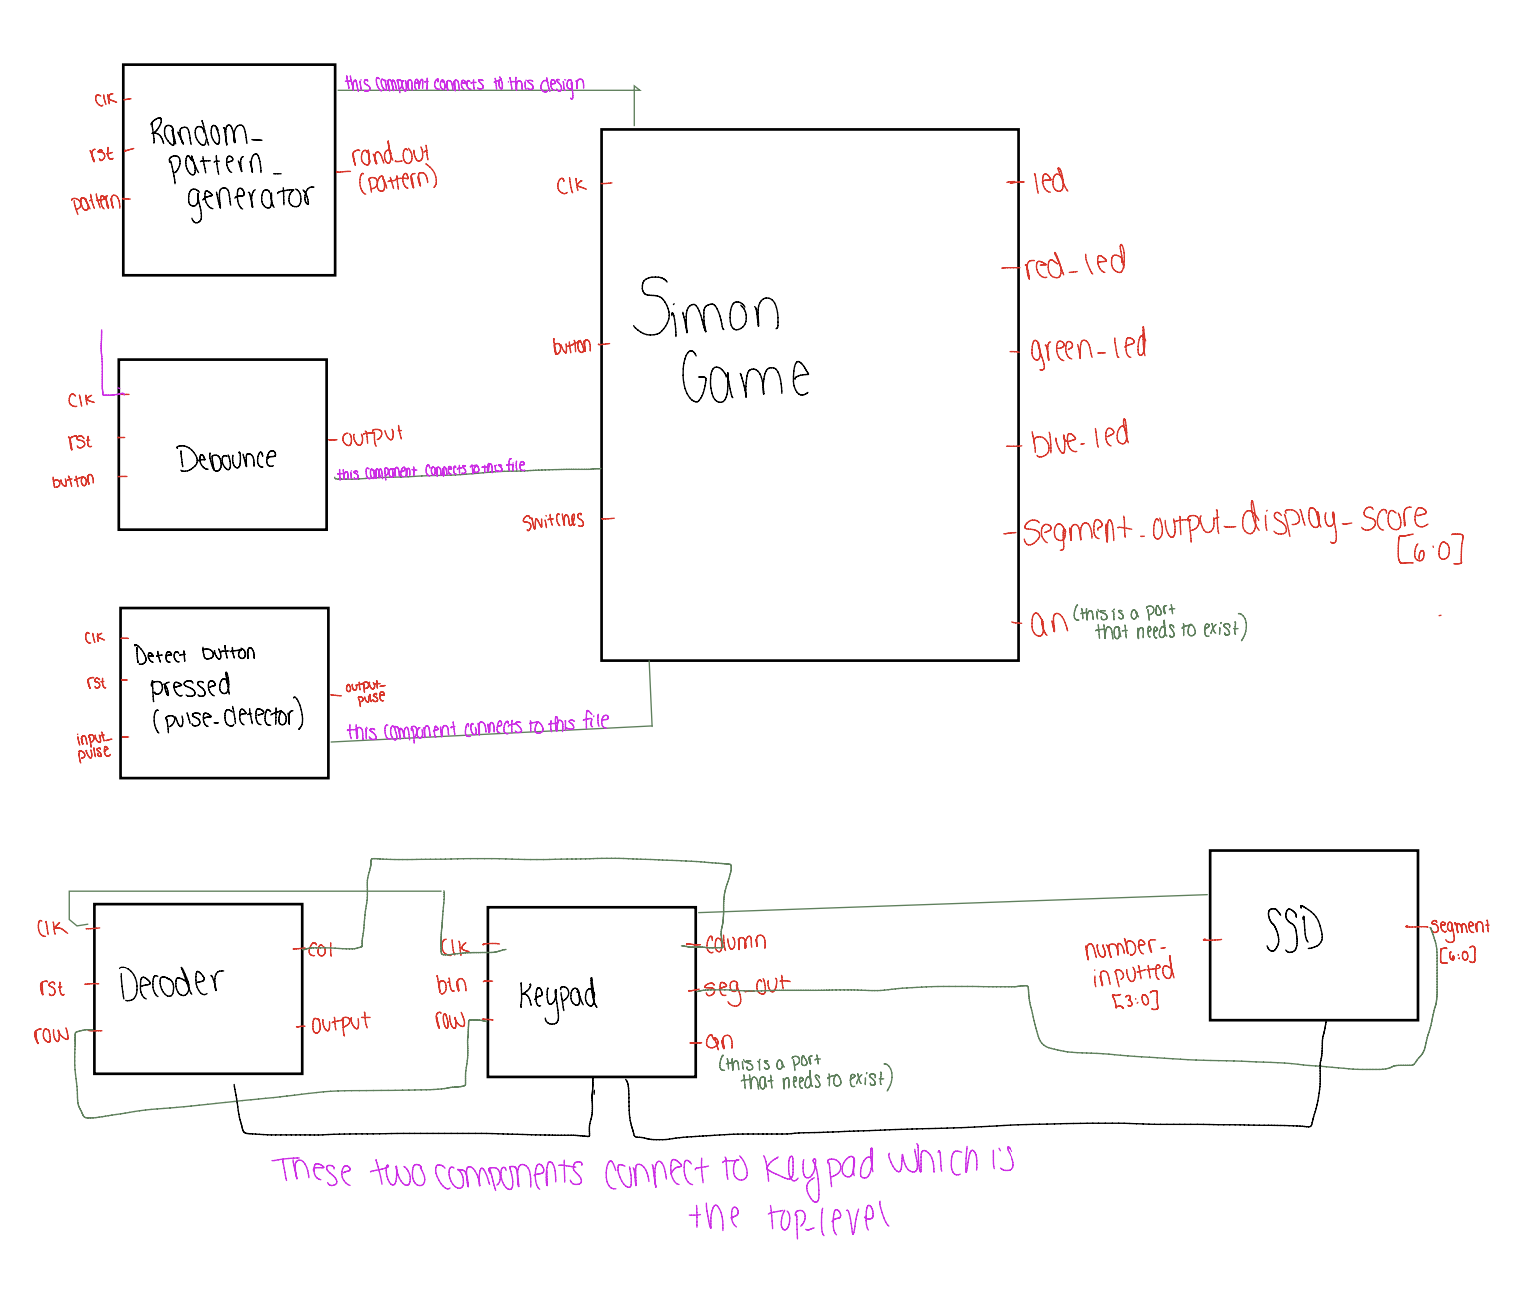 this component connects to this design
clk
rst
pattern
Random_
pattern_
generator
rand_out
(pattern)
clk
button
switches
Simon
Game
led
red_led
green_led
blue_led
segment_output_display_score
[6:0]
an (this is a port
that needs to exist)
clk
rst
button
Debounce
output
this component connects to this file
clk
rst
input_
pulse
Detect button
pressed
(pulse_detector)
output_
pulse
this component connects to this file
clk
rst
row
Decoder
col
output
clk
btn
row
Keypad
column
seg_out
an
(this is a port
that needs to exist)
number_
inputted
[3:0]
SSD
segment
[6:0]
These two components connect to Keypad which is
the top_level